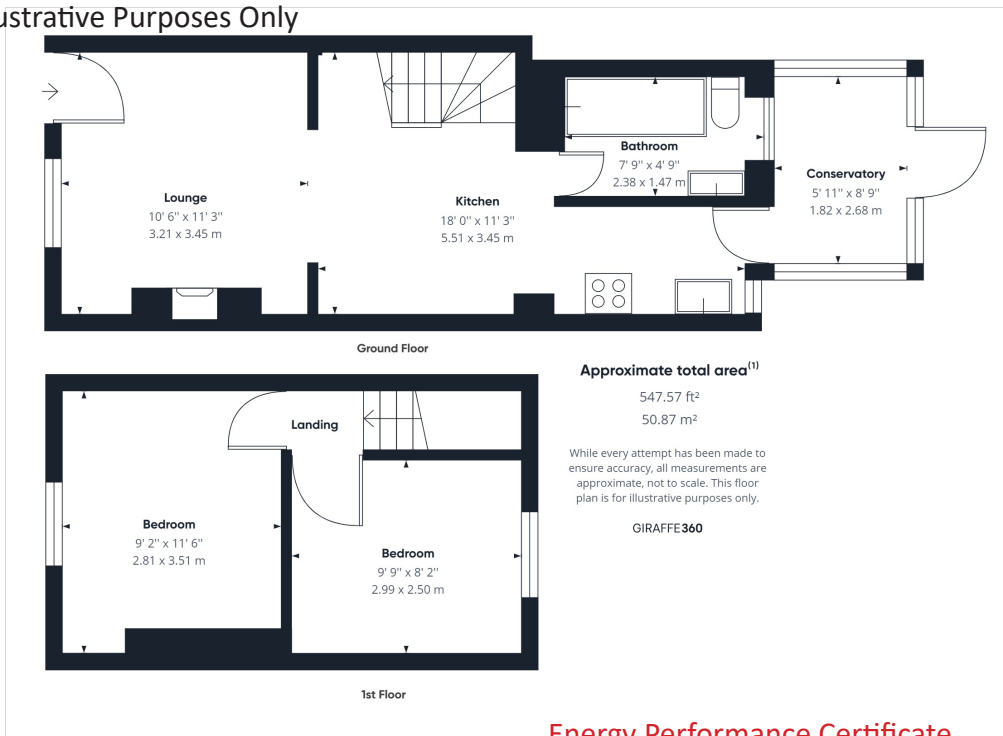 ustrative Purposes Only
Bathroom
7' 9'' x 4' 9''
2.38 x 1.47 m
Conservatory
5' 11'' x 8' 9''
1.82 x 2.68 m
Lounge
10' 6'' x 11' 3''
3.21 x 3.45 m
Kitchen
18' 0'' x 11' 3''
5.51 x 3.45 m
Ground Floor
Landing
Bedroom
9' 2'' x 11' 6''
2.81 x 3.51 m
Bedroom
9' 9'' x 8' 2''
2.99 x 2.50 m
1st Floor
Approximate total area(1)
547.57 ft²
50.87 m²
While every attempt has been made to
ensure accuracy, all measurements are
approximate, not to scale. This floor
plan is for illustrative purposes only.
GIRAFFE360
Energy Performance Certificate